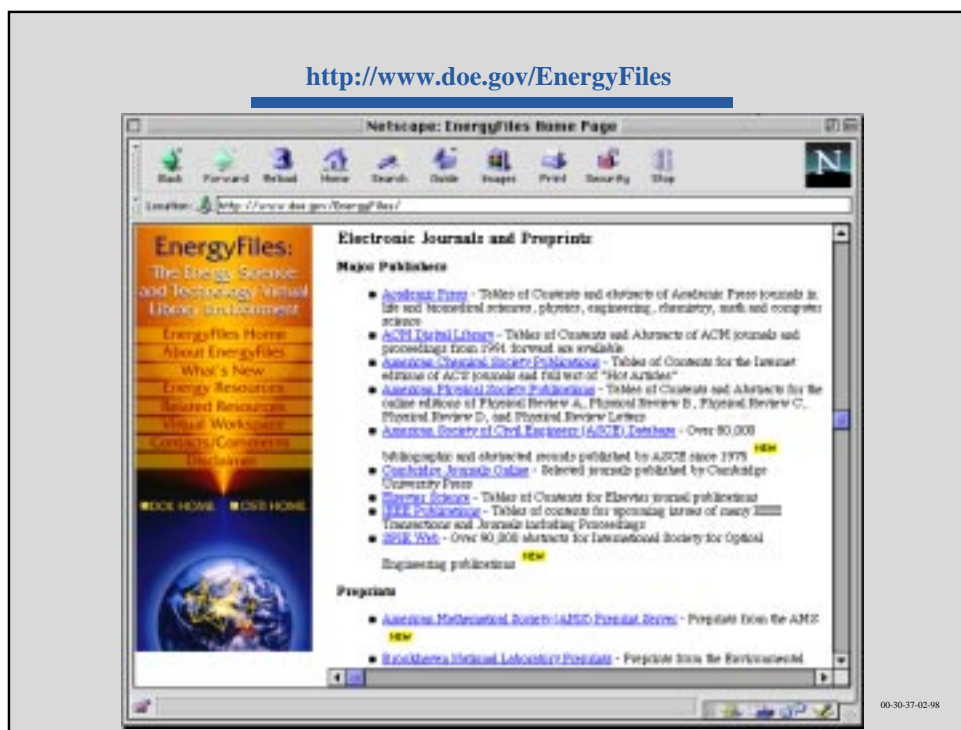 http://www.doe.gov/EnergyFiles
Netscape: EnergyFiles Home Page
Back Forward Reload Home Search Guide Images Print Security Stop
N
Location: http://www.doe.gov/EnergyFiles/
EnergyFiles:
The Energy Science
and Technology Virtual
Library Environment
EnergyFiles Home
About EnergyFiles
What's New
Energy Resources
Related Resources
Virtual Workspace
Contacts/Comments
Disclaimer
DOE HOME OSTI HOME
Electronic Journals and Preprints
Major Publishers
Academic Press - Tables of Contents and abstracts of Academic Press journals in
life and biomedical sciences, physics, engineering, chemistry, math and computer
science
ACM Digital Library - Tables of Contents and Abstracts of ACM journals and
proceedings from 1991 forward are available
American Chemical Society Publications - Tables of Contents for the Internet
editions of ACS journals and full text of "Hot Articles"
American Physical Society Publications - Tables of Contents and Abstracts for the
online editions of Physical Review A, Physical Review B, Physical Review C,
Physical Review D, and Physical Review Letters
American Society of Civil Engineers (ASCE) Database - Over 80,000
bibliographic and abstracted records published by ASCE since 1975 NEW
Cambridge Journals Online - Selected journals published by Cambridge
University Press
Elsevier Science - Tables of Contents for Elsevier journal publications
IEEE Publications - Tables of contents for upcoming issues of many
Transactions and Journals including Proceedings
SPIE Web - Over 90,000 abstracts for International Society for Optical
Engineering publications NEW
Preprints
American Mathematical Society (AMS) Preprint Server - Preprints from the AMS
NEW
Brookhaven National Laboratory Preprints - Preprints from the Environmental
00-30-37-02-98